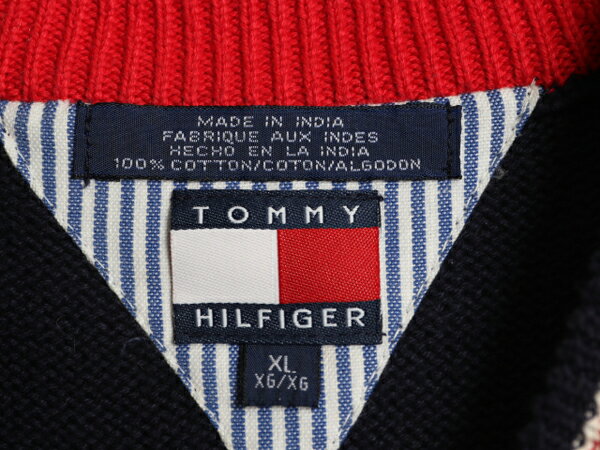 MADE IN INDIA
FABRIQUE AUX INDES
HECHO EN LA INDIA
100% COTTON/COTON/ALGODON
TOMMY
HILFIGER
XL
XG/XG